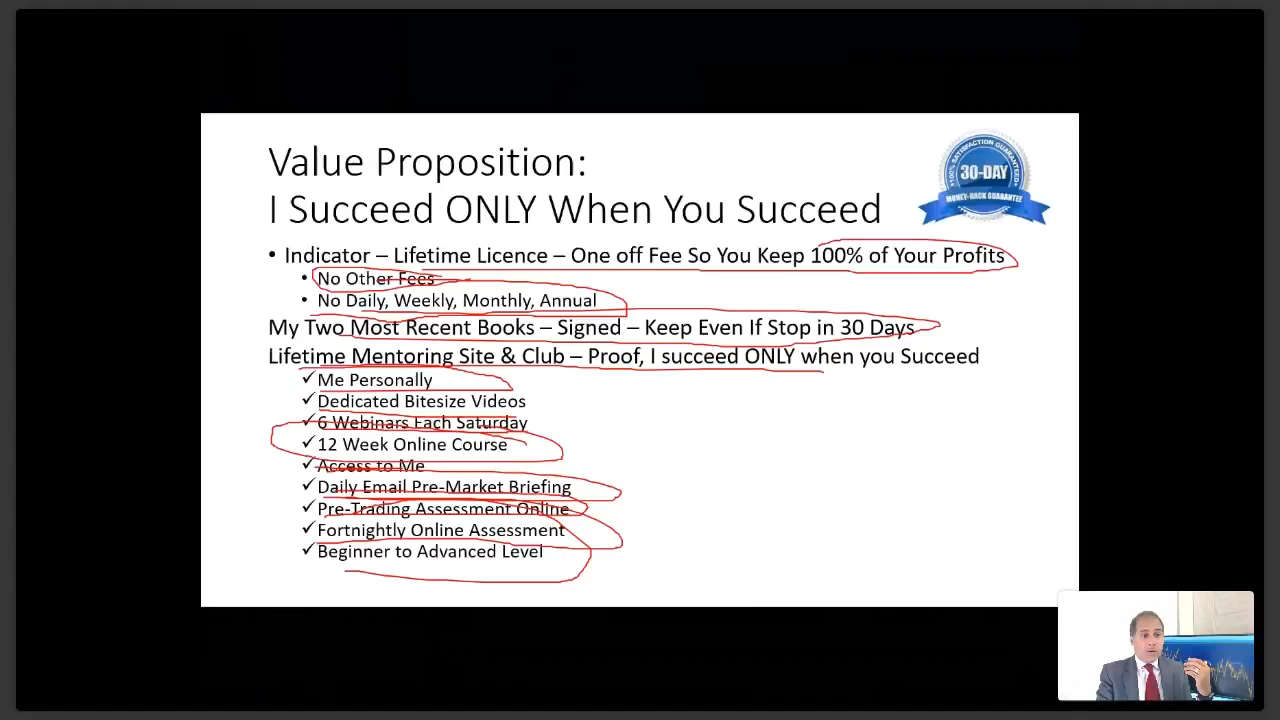 Value Proposition:
I Succeed ONLY When You Succeed
100% SATISFACTION GUARANTEED
30-DAY
MONEY-BACK GUARANTEE
• Indicator – Lifetime Licence – One off Fee So You Keep 100% of Your Profits
• No Other Fees
• No Daily, Weekly, Monthly, Annual
My Two Most Recent Books – Signed – Keep Even If Stop in 30 Days
Lifetime Mentoring Site & Club – Proof, I succeed ONLY when you Succeed
✓ Me Personally
✓ Dedicated Bitesize Videos
✓ 6 Webinars Each Saturday
✓ 12 Week Online Course
✓ Access to Me
✓ Daily Email Pre-Market Briefing
✓ Pre-Trading Assessment Online
✓ Fortnightly Online Assessment
✓ Beginner to Advanced Level